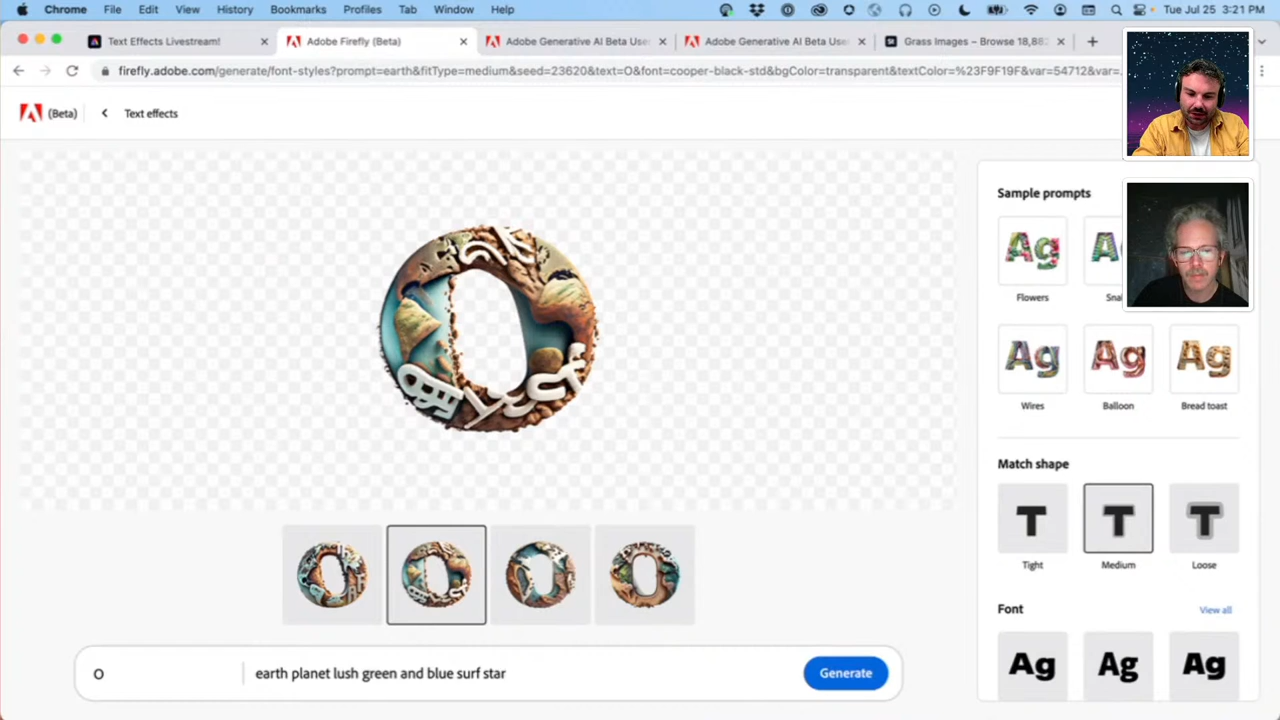 Chrome File Edit View History Bookmarks Profiles Tab Window Help Tue Jul 25 3:21 PM
Text Effects Livestream! Adobe Firefly (Beta) Adobe Generative AI Beta Use Adobe Generative AI Beta Use Grass Images – Browse 18,88
firefly.adobe.com/generate/font-styles?prompt=earth&fitType=medium&seed=23620&text=O&font=cooper-black-std&bgColor=transparent&textColor=%23F9F19F&var=54712&var=
(Beta) Text effects
Sample prompts
Ag
Flowers
Ag Ag Ag
Wires Balloon Bread toast
Match shape
T T T
Tight Medium Loose
Font View all
Ag Ag Ag
O earth planet lush green and blue surf star Generate